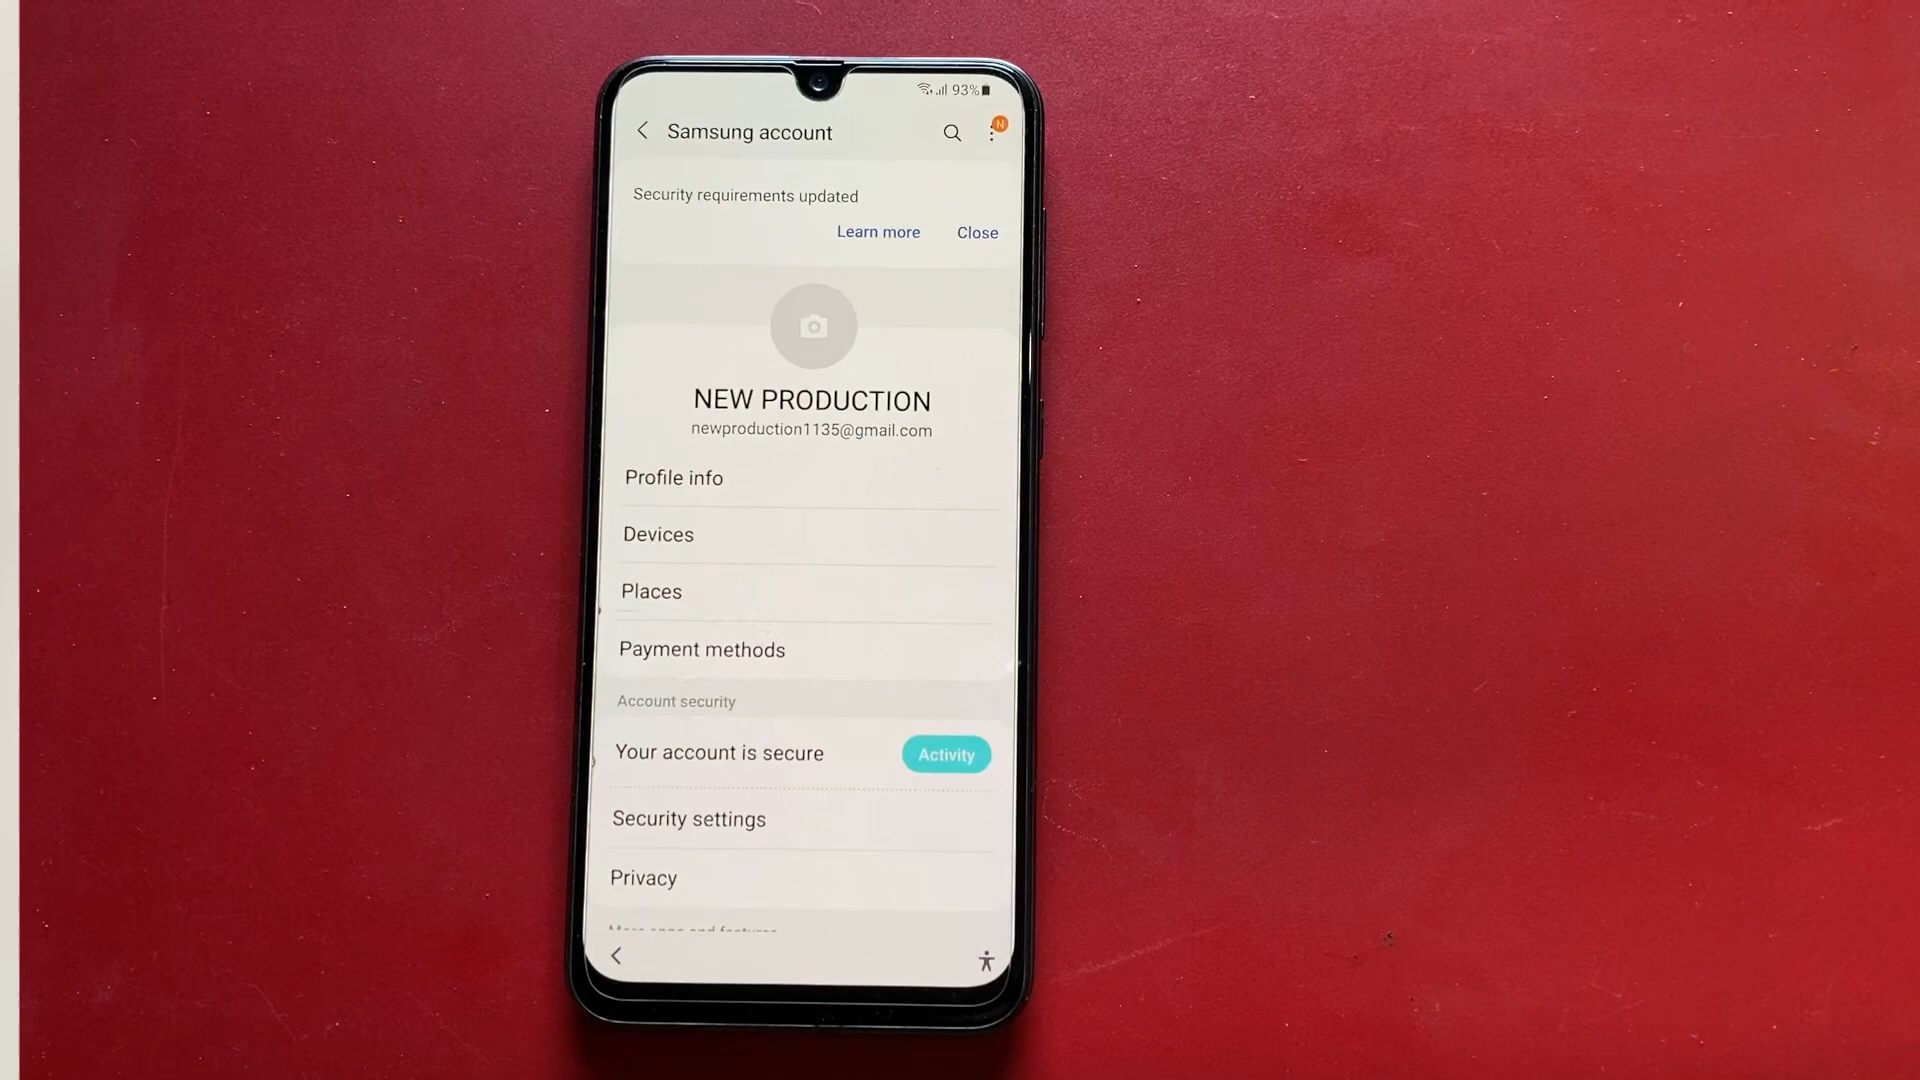 93%
Samsung account
N
Security requirements updated
Learn more Close
NEW PRODUCTION
newproduction1135@gmail.com
Profile info
Devices
Places
Payment methods
Account security
Your account is secure
Activity
Security settings
Privacy